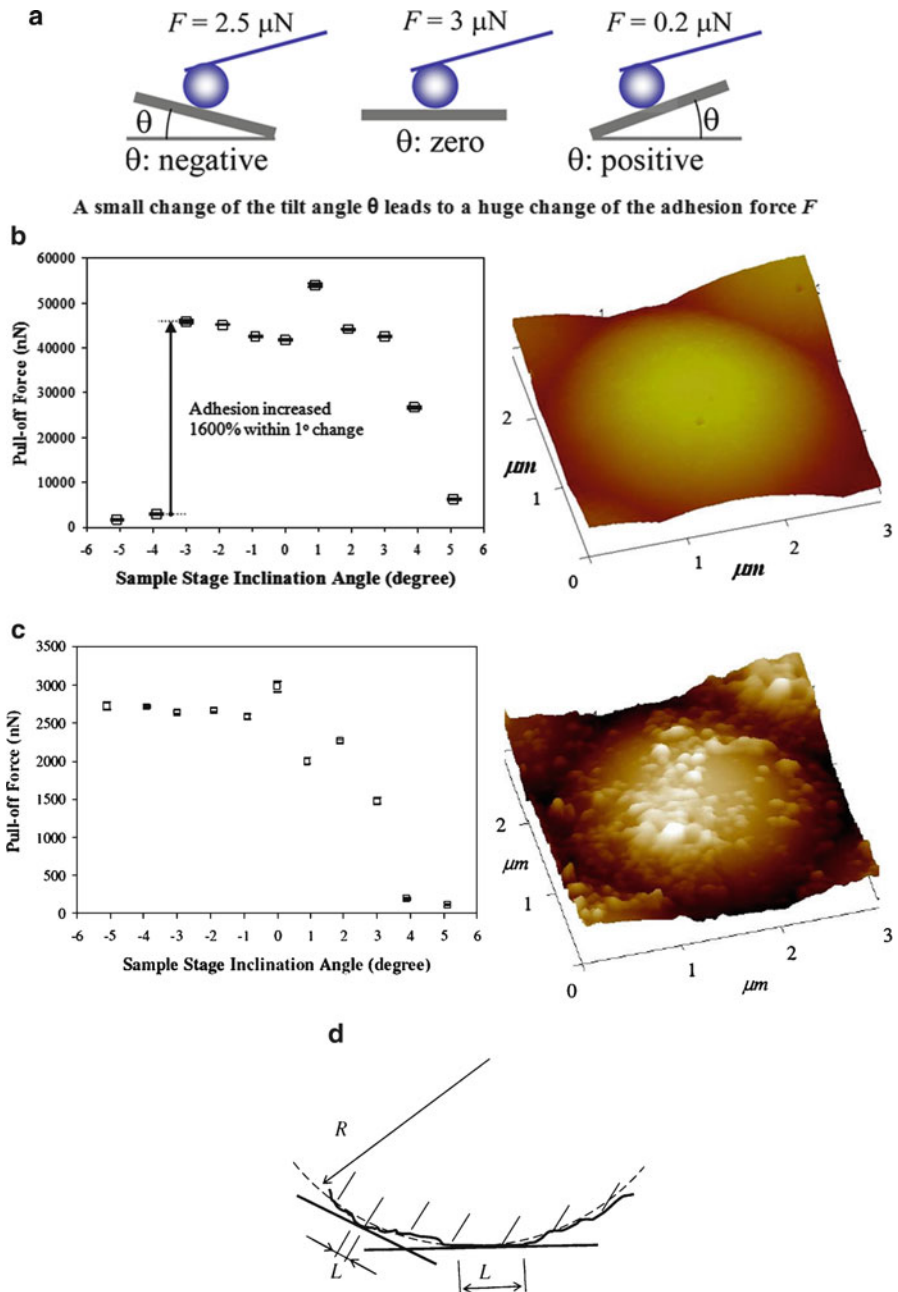 a
F = 2.5 μN
F = 3 μN
F = 0.2 μN
θ
θ
θ: negative
θ: zero
θ: positive
A small change of the tilt angle θ leads to a huge change of the adhesion force F
b
60000
50000
40000
30000
20000
10000
0
Pull-off Force (nN)
Adhesion increased
1600% within 1° change
-6 -5 -4 -3 -2 -1 0 1 2 3 4 5 6
Sample Stage Inclination Angle (degree)
1
2
μm
1
0
1
2
3
μm
c
3500
3000
2500
2000
1500
1000
500
0
Pull-off Force (nN)
-6 -5 -4 -3 -2 -1 0 1 2 3 4 5 6
Sample Stage Inclination Angle (degree)
2
μm
1
0
1
2
3
μm
d
R
L
L